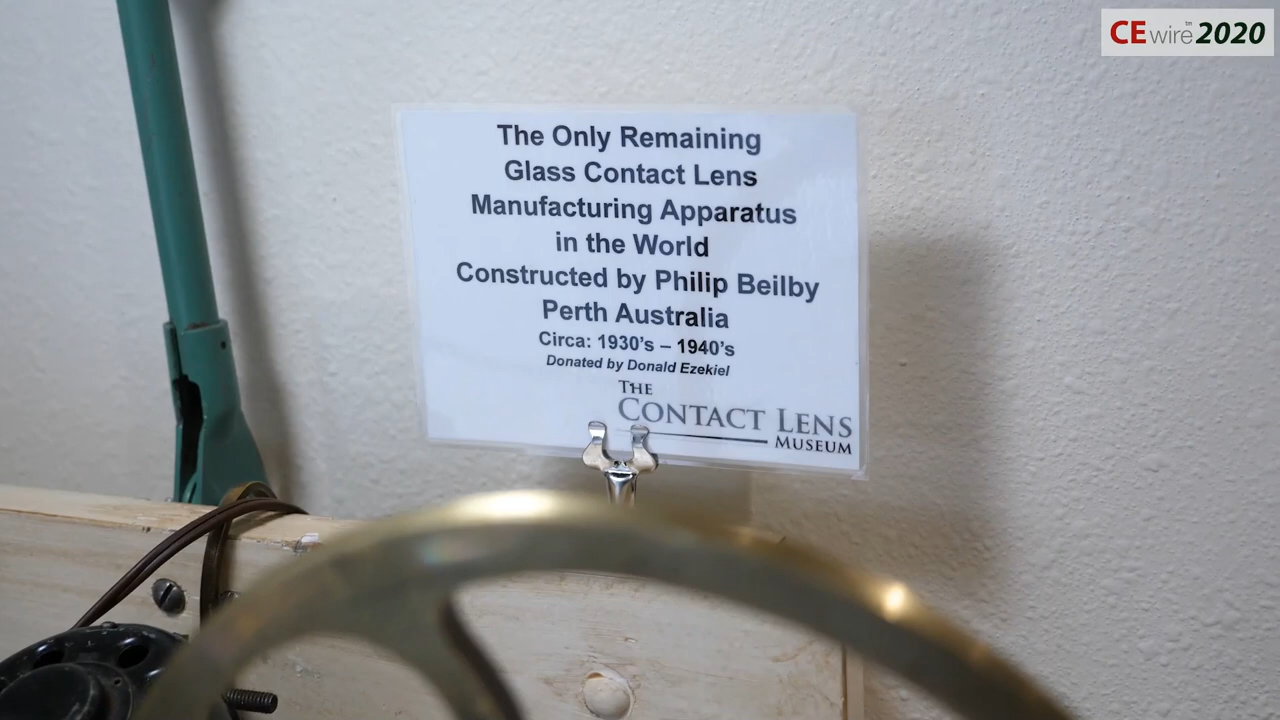 CEwire™2020
The Only Remaining
Glass Contact Lens
Manufacturing Apparatus
in the World
Constructed by Philip Beilby
Perth Australia
Circa: 1930's – 1940's
Donated by Donald Ezekiel
THE
CONTACT LENS
MUSEUM